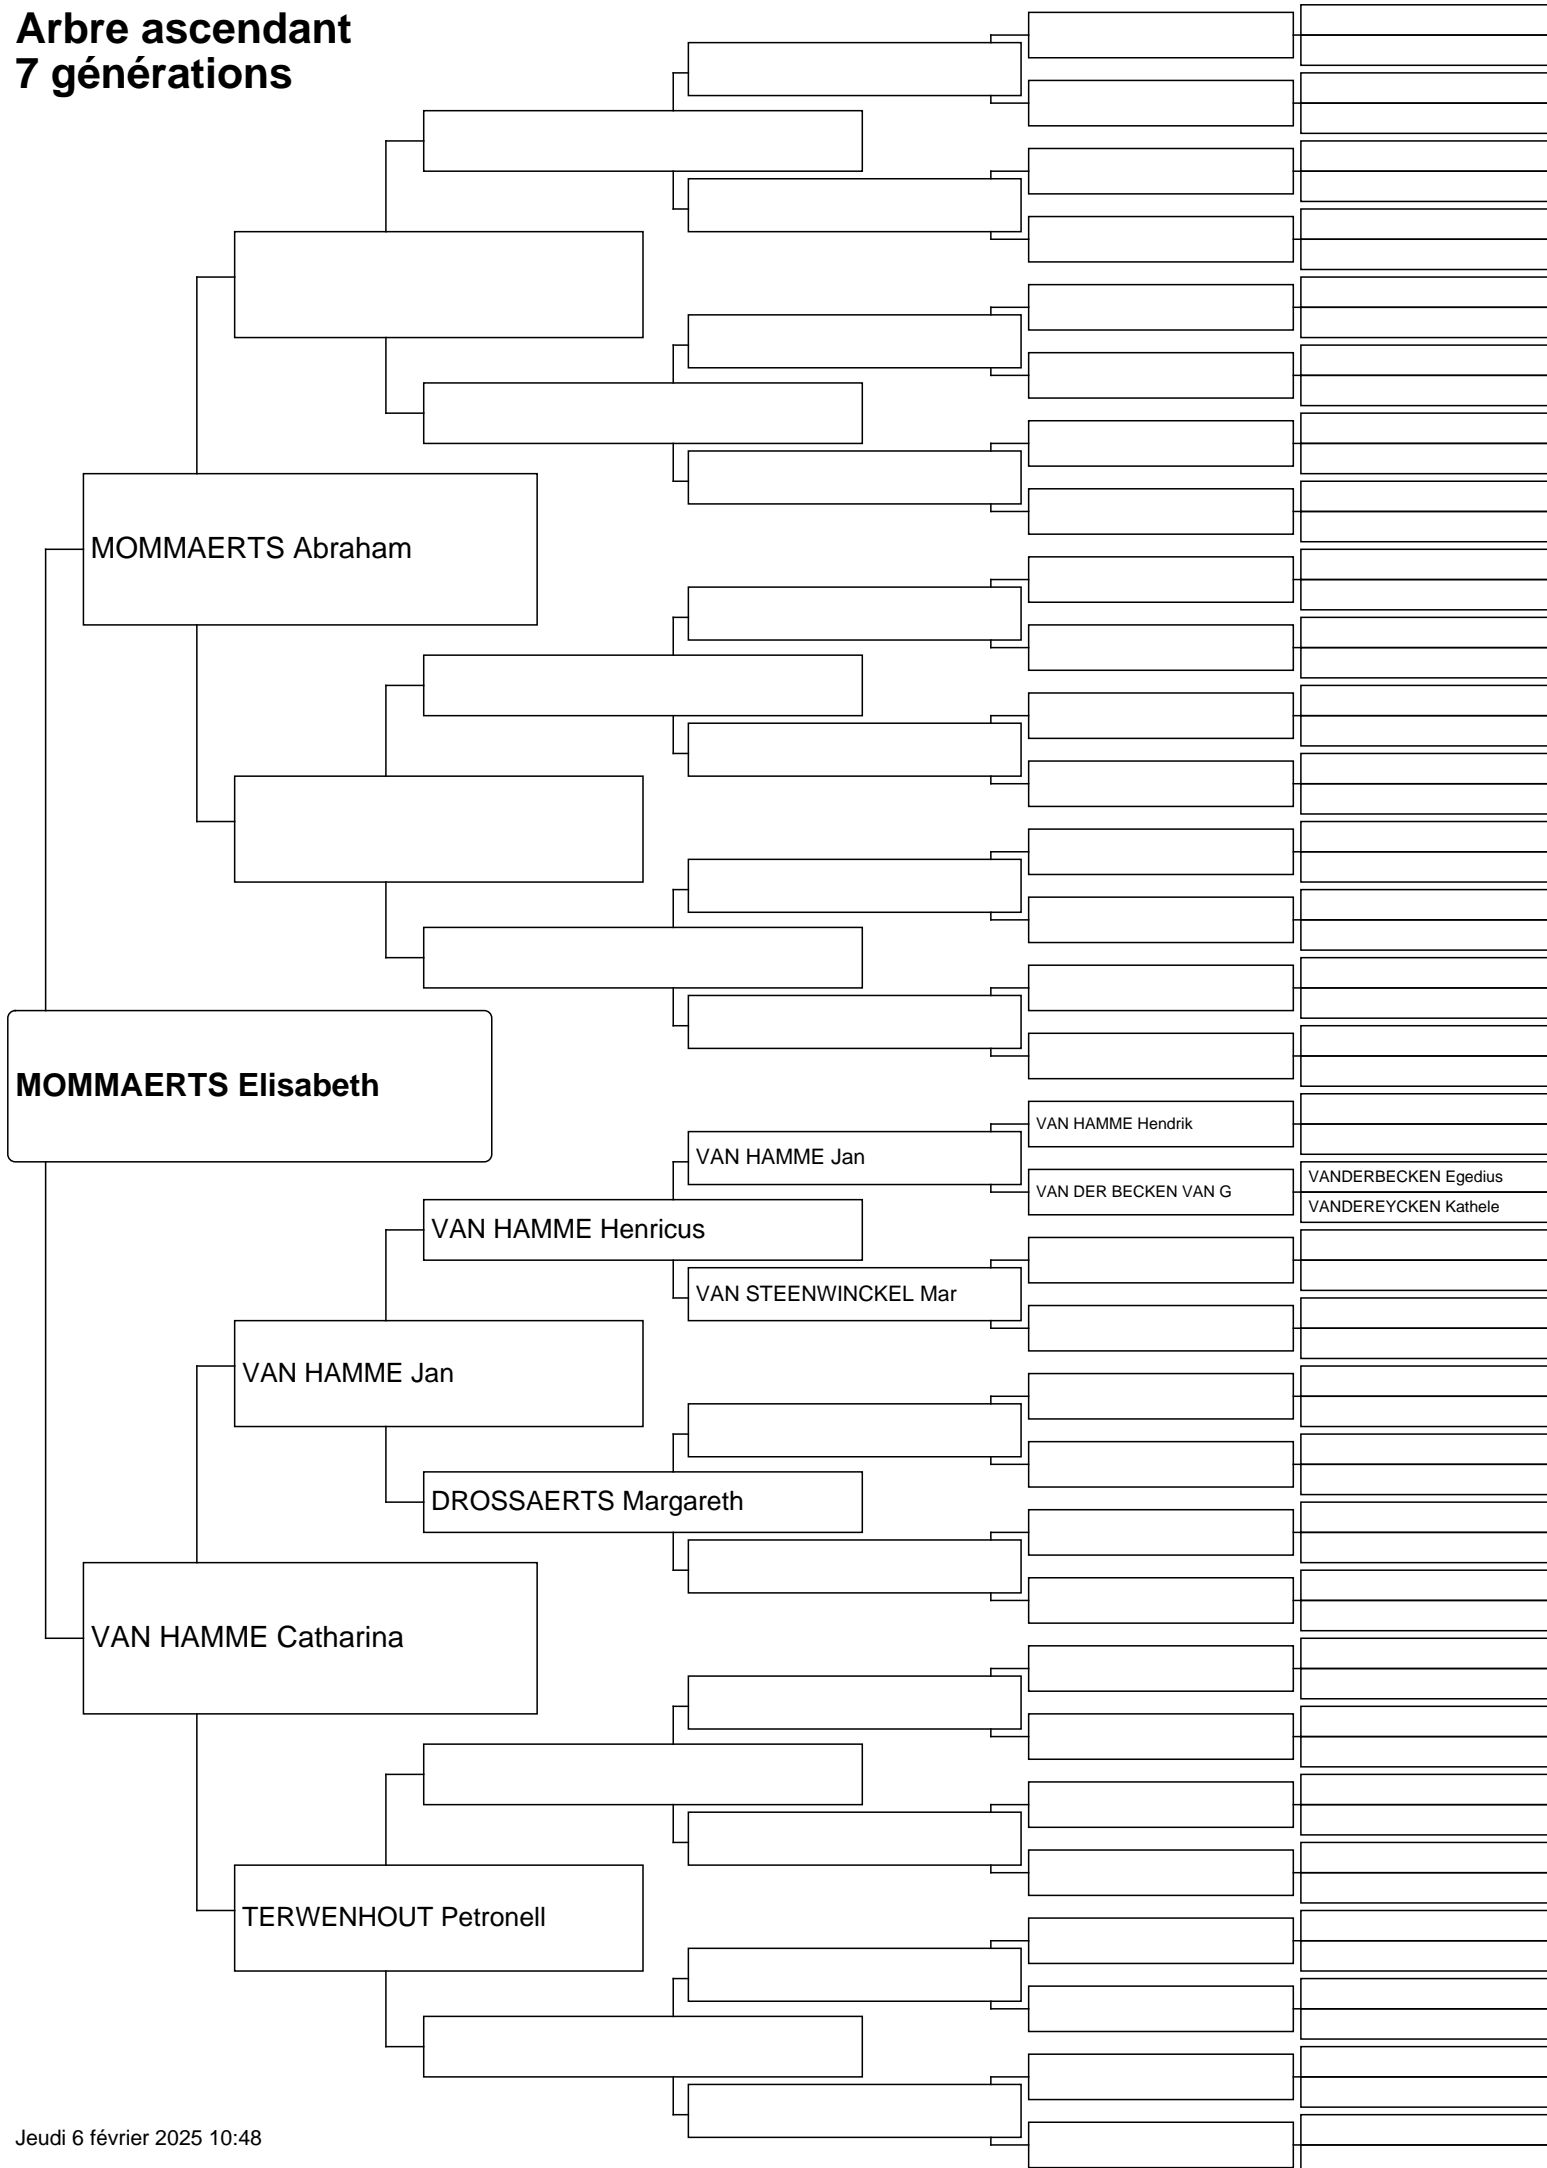 Arbre ascendant
7 générations
MOMMAERTS Abraham
MOMMAERTS Elisabeth
VAN HAMME Hendrik
VAN HAMME Jan
VANDERBECKEN Egedius
VAN DER BECKEN VAN G
VANDEREYCKEN Kathele
VAN HAMME Henricus
VAN STEENWINCKEL Mar
VAN HAMME Jan
DROSSAERTS Margareth
VAN HAMME Catharina
TERWENHOUT Petronell
Jeudi 6 février 2025 10:48